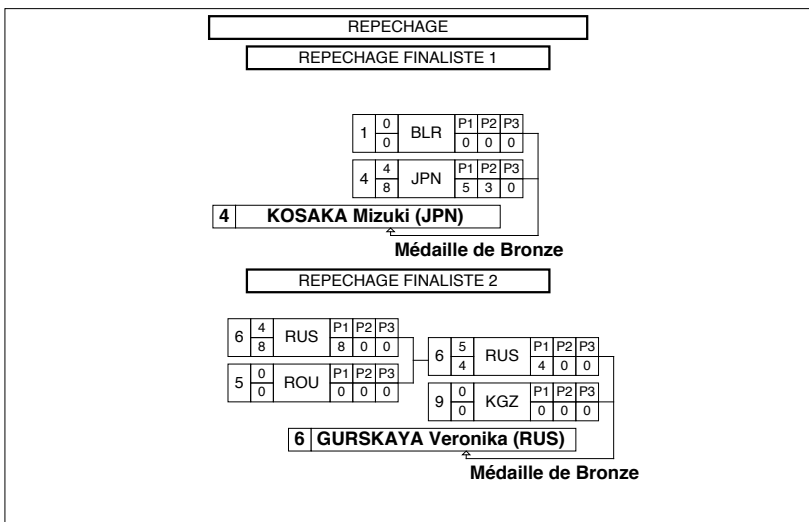 REPECHAGE
REPECHAGE FINALISTE 1
1 0 BLR P1 P2 P3
0 0 0 0
4 4 JPN P1 P2 P3
8 5 3 0
4 KOSAKA Mizuki (JPN)
Médaille de Bronze
REPECHAGE FINALISTE 2
6 4 RUS P1 P2 P3
8 8 0 0
6 5 RUS P1 P2 P3
4 4 0 0
5 0 ROU P1 P2 P3
0 0 0 0
9 0 KGZ P1 P2 P3
0 0 0 0
6 GURSKAYA Veronika (RUS)
Médaille de Bronze